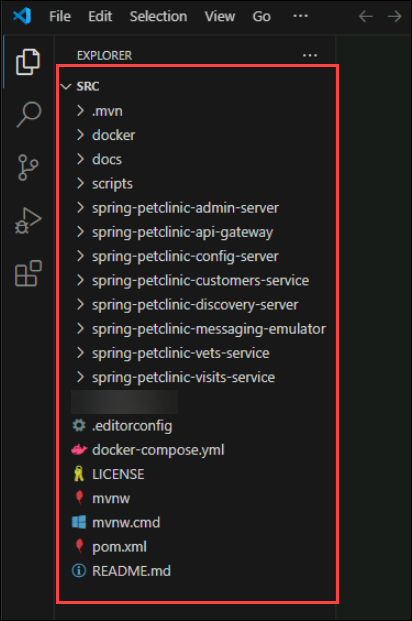 File Edit Selection View Go ...
EXPLORER ...
SRC
.mvn
docker
docs
scripts
spring-petclinic-admin-server
spring-petclinic-api-gateway
spring-petclinic-config-server
spring-petclinic-customers-service
spring-petclinic-discovery-server
spring-petclinic-messaging-emulator
spring-petclinic-vets-service
spring-petclinic-visits-service
.editorconfig
docker-compose.yml
LICENSE
mvnw
mvnw.cmd
pom.xml
README.md